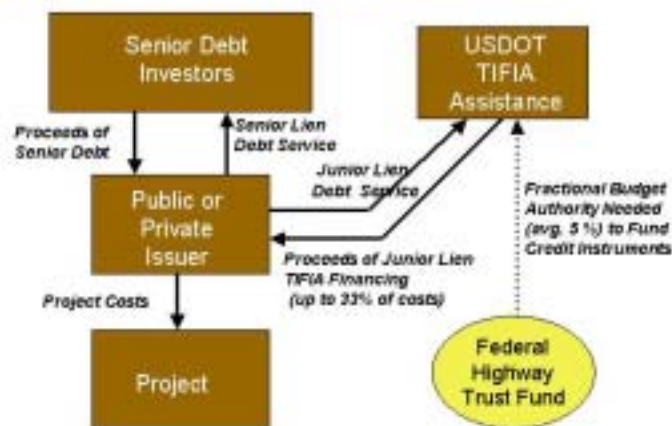 Senior Debt
Investors
USDOT
TIFIA
Assistance
Proceeds of
Senior Debt
Senior Lien
Debt Service
Junior Lien
Debt Service
Fractional Budget
Authority Needed
(avg. 5%) to Fund
Credit Instruments
Public or
Private
Issuer
Proceeds of Junior Lien
TIFIA Financing
(up to 33% of costs)
Project Costs
Project
Federal
Highway
Trust Fund